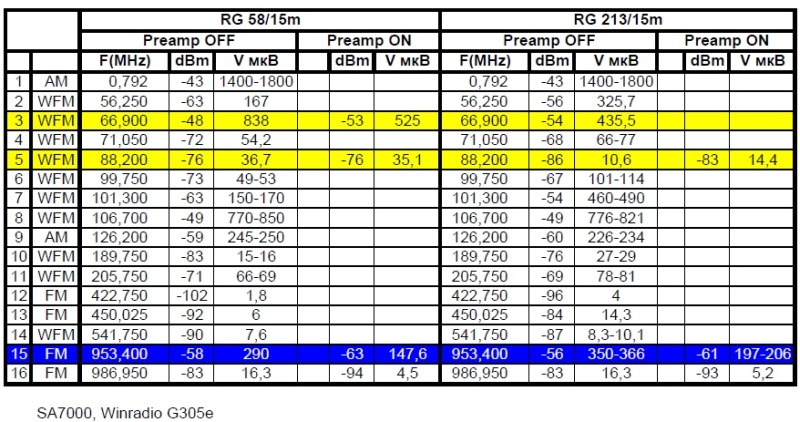 RG 58/15m RG 213/15m
Preamp OFF Preamp ON Preamp OFF Preamp ON
F(MHz) dBm V мкВ dBm V мкВ F(MHz) dBm V мкВ dBm V мкВ
1 AM 0,792 -43 1400-1800 0,792 -43 1400-1800
2 WFM 56,250 -63 167 56,250 -56 325,7
3 WFM 66,900 -48 838 -53 525 66,900 -54 435,5
4 WFM 71,050 -72 54,2 71,050 -68 66-77
5 WFM 88,200 -76 36,7 -76 35,1 88,200 -86 10,6 -83 14,4
6 WFM 99,750 -73 49-53 99,750 -67 101-114
7 WFM 101,300 -63 150-170 101,300 -54 460-490
8 WFM 106,700 -49 770-850 106,700 -49 776-821
9 AM 126,200 -59 245-250 126,200 -60 226-234
10 WFM 189,750 -83 15-16 189,750 -76 27-29
11 WFM 205,750 -71 66-69 205,750 -69 78-81
12 FM 422,750 -102 1,8 422,750 -96 4
13 FM 450,025 -92 6 450,025 -84 14,3
14 WFM 541,750 -90 7,6 541,750 -87 8,3-10,1
15 FM 953,400 -58 290 -63 147,6 953,400 -56 350-366 -61 197-206
16 FM 986,950 -83 16,3 -94 4,5 986,950 -83 16,3 -93 5,2
SA7000, Winradio G305e